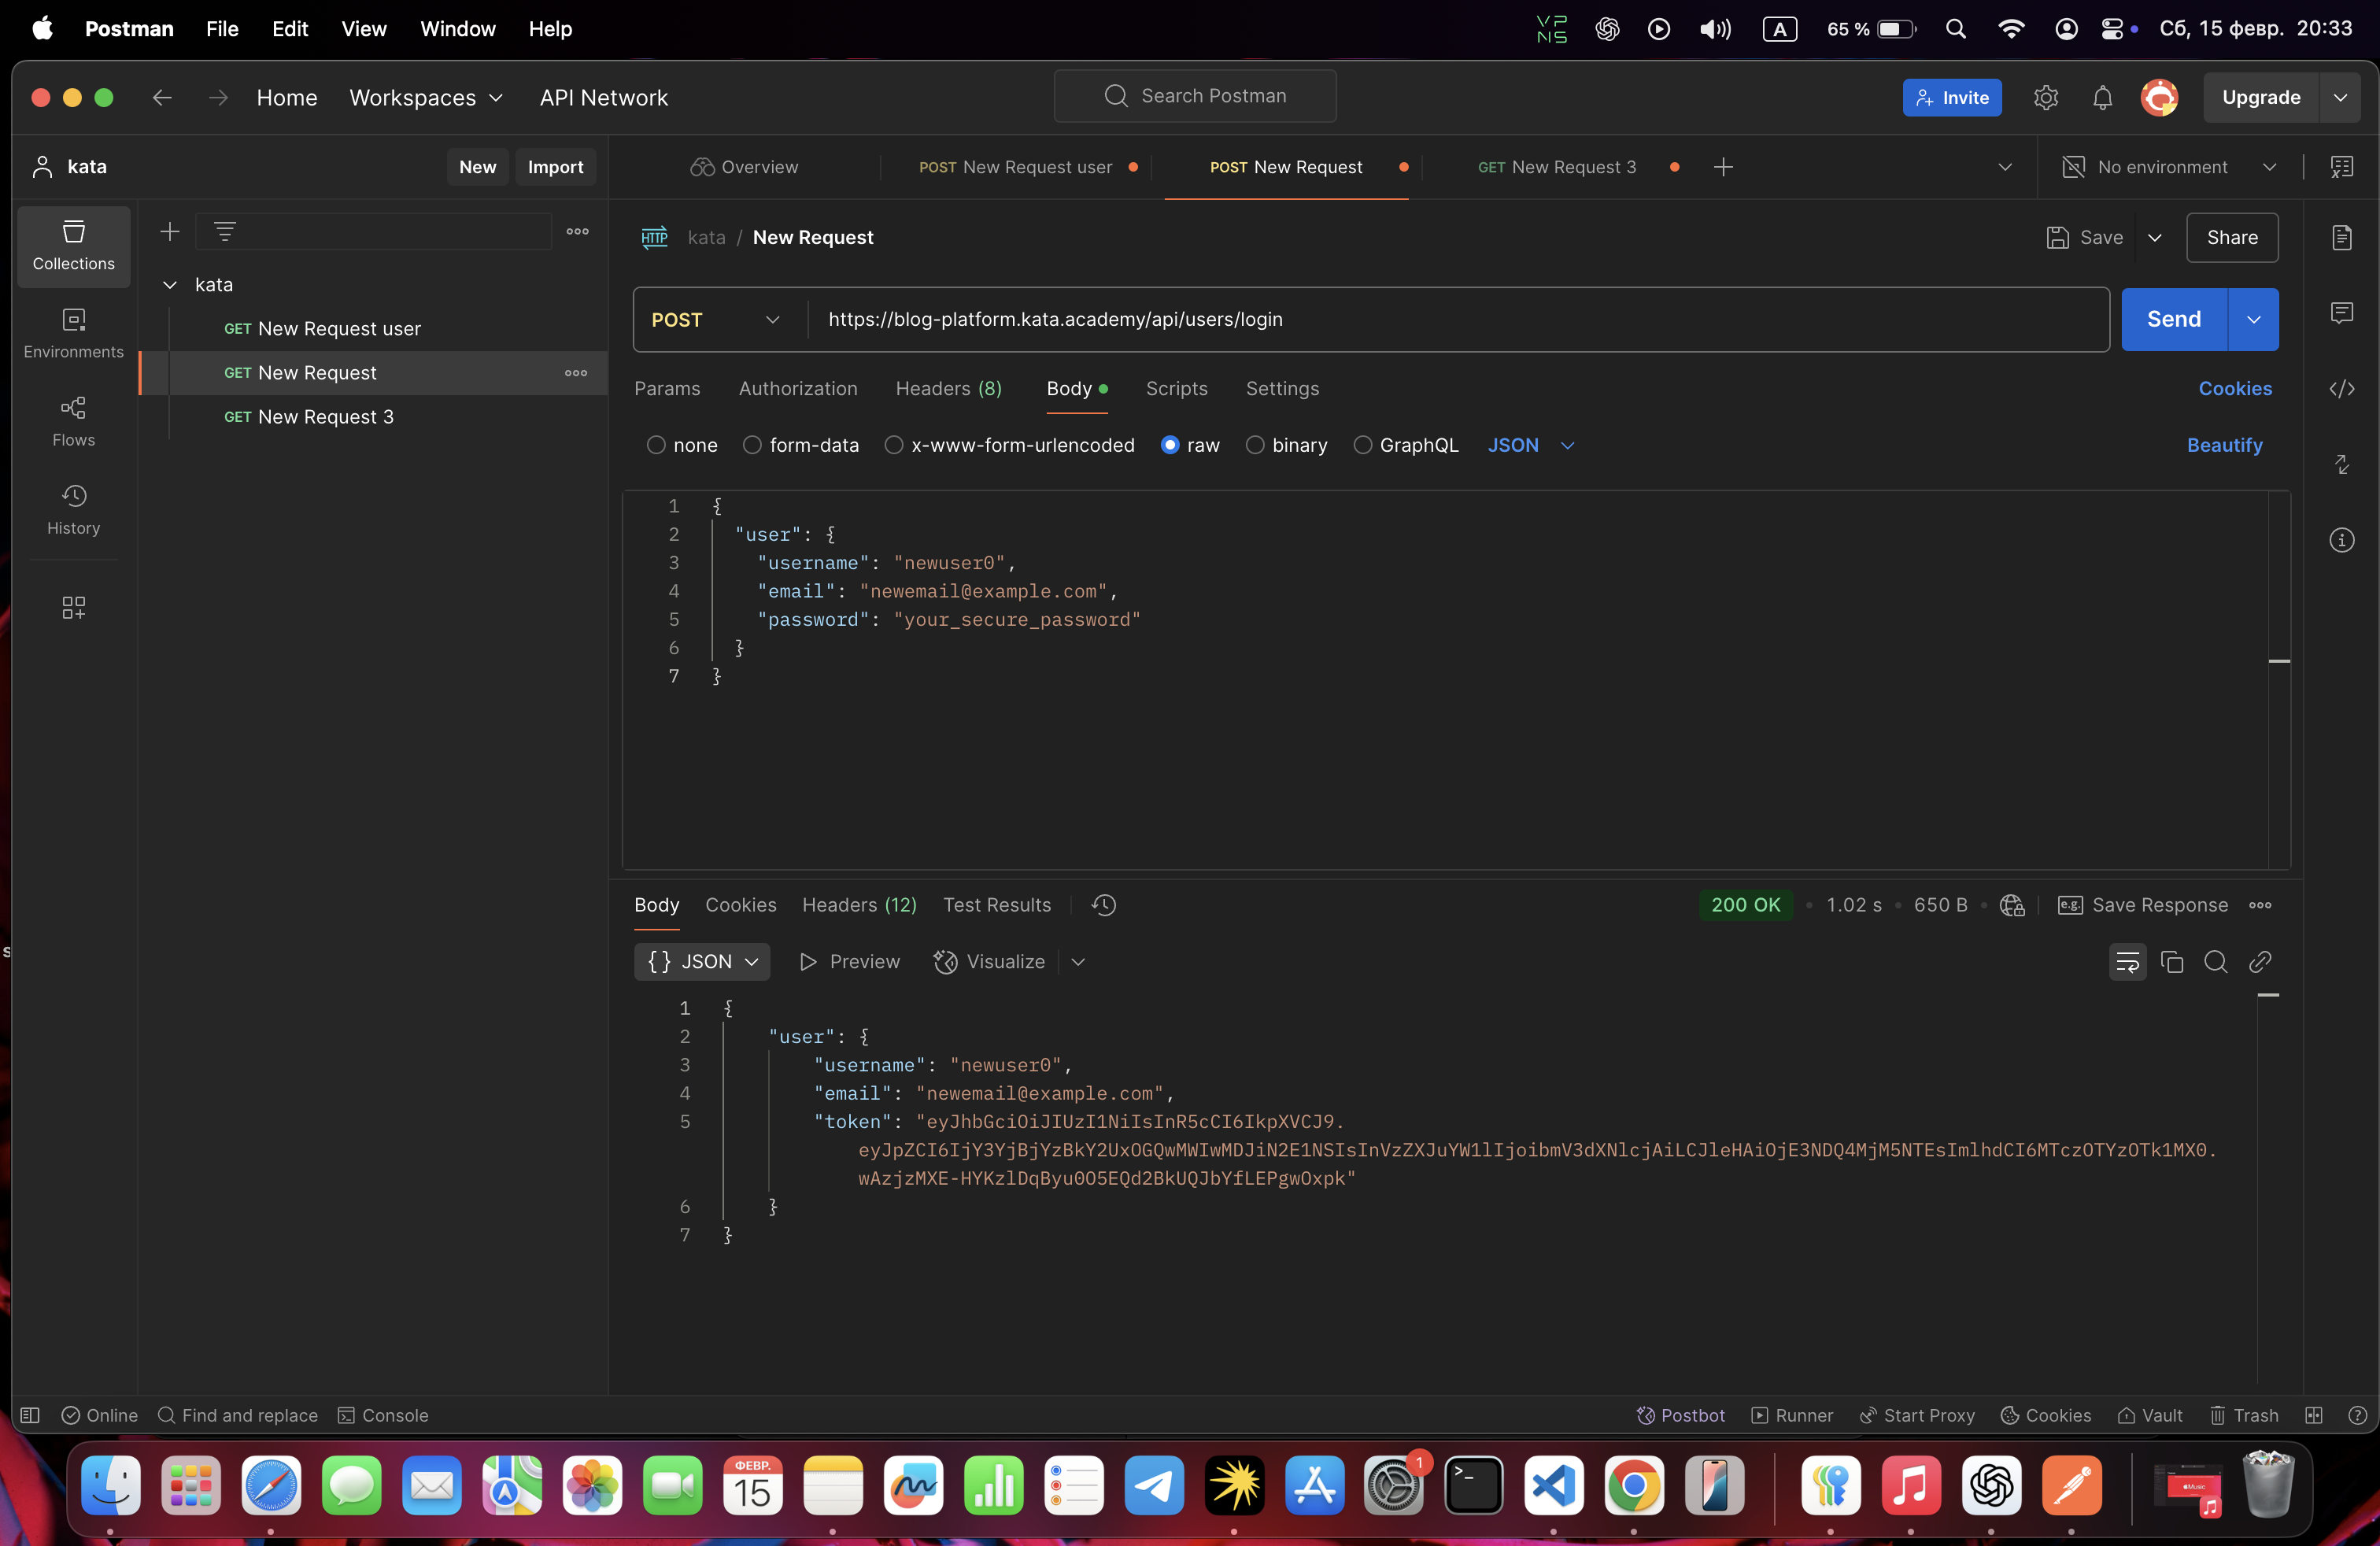 Postman File Edit View Window Help
VPNS A 65 % Сб, 15 февр. 20:33
Home Workspaces API Network
Search Postman
Invite Upgrade
kata New Import
Overview POST New Request user POST New Request GET New Request 3 No environment
Collections
Environments
Flows
History
kata
GET New Request user
GET New Request
GET New Request 3
HTTP kata / New Request Save Share
POST https://blog-platform.kata.academy/api/users/login Send
Params Authorization Headers (8) Body Scripts Settings Cookies
none form-data x-www-form-urlencoded raw binary GraphQL JSON Beautify
1 {
2 "user": {
3 "username": "newuser0",
4 "email": "newemail@example.com",
5 "password": "your_secure_password"
6 }
7 }
Body Cookies Headers (12) Test Results 200 OK • 1.02 s • 650 B • e.g. Save Response
{} JSON Preview Visualize
1 {
2 "user": {
3 "username": "newuser0",
4 "email": "newemail@example.com",
5 "token": "eyJhbGciOiJIUzI1NiIsInR5cCI6IkpXVCJ9.
eyJpZCI6IjY3YjBjYzBkY2UxOGQwMWIwMDJiN2E1NSIsInVzZXJuYW1lIjoibmV3dXNlcjAiLCJleHAiOjE3NDQ4MjM5NTEsImlhdCI6MTczOTYzOTk1MX0.
wAzjzMXE-HYKzlDqByu0O5EQd2BkUQJbYfLEPgwOxpk"
6 }
7 }
Online Find and replace Console
Postbot Runner Start Proxy Cookies Vault Trash
ФЕВР.
15
1
Music